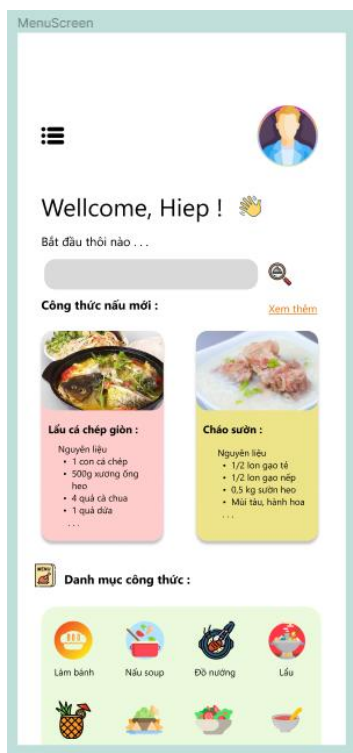 MenuScreen
Wellcome, Hiep !
Bắt đầu thôi nào . . .
Công thức nấu mới :
Xem thêm
Lẩu cá chép giòn :
Nguyên liệu
• 1 con cá chép
• 500g xương ống
heo
• 4 quả cà chua
• 1 quả dứa
. . .
Cháo sườn :
Nguyên liệu
• 1/2 lon gạo tẻ
• 1/2 lon gạo nếp
• 0,5 kg sườn heo
• Mùi tàu, hành hoa
. . .
MENU
Danh mục công thức :
Làm bánh
Nấu soup
Đồ nướng
Lẩu